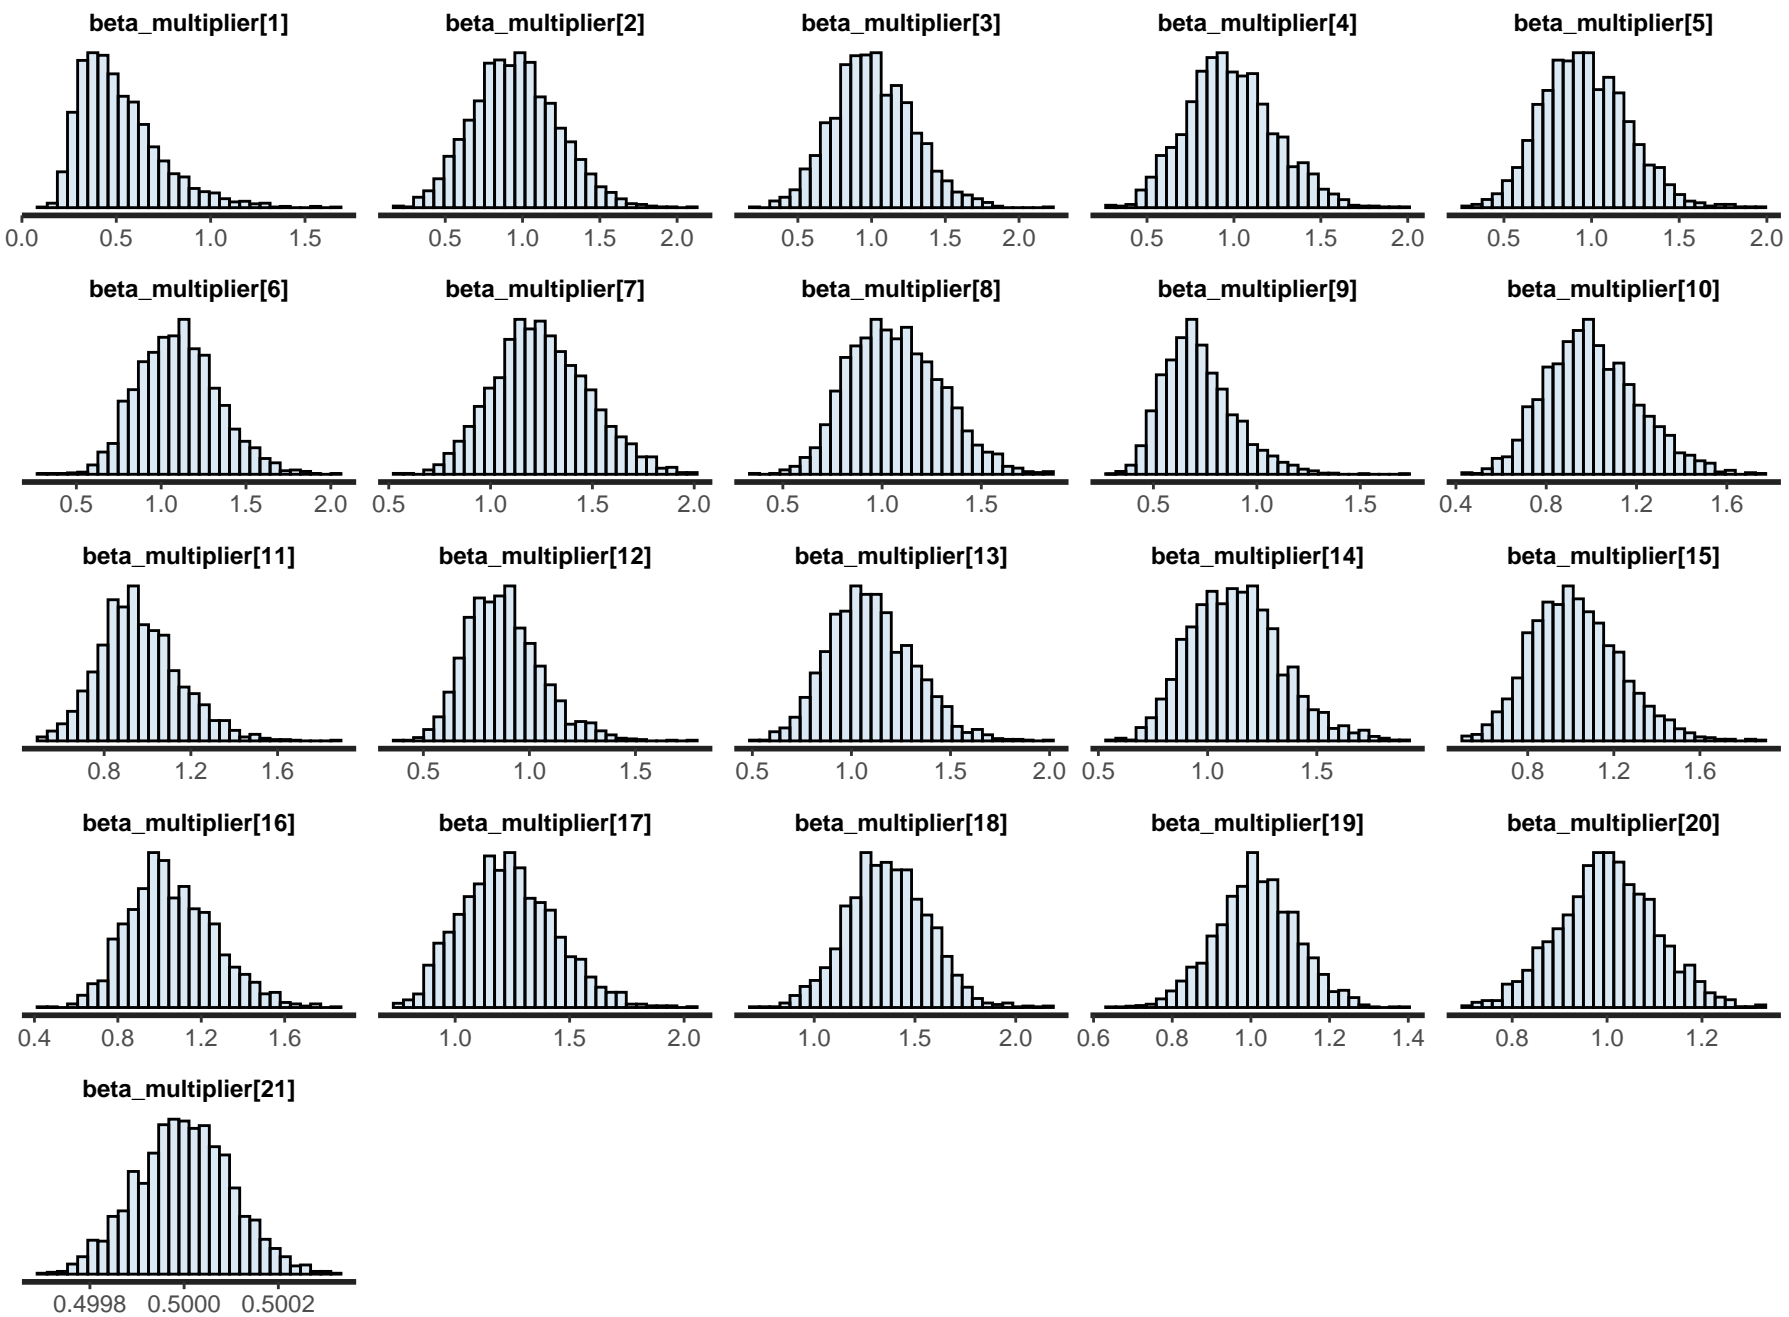 beta_multiplier[1] beta_multiplier[2] beta_multiplier[3] beta_multiplier[4] beta_multiplier[5]
0.0 0.5 1.0 1.5 0.5 1.0 1.5 2.0 0.5 1.0 1.5 2.0 0.5 1.0 1.5 2.0 0.5 1.0 1.5 2.0
beta_multiplier[6] beta_multiplier[7] beta_multiplier[8] beta_multiplier[9] beta_multiplier[10]
0.5 1.0 1.5 2.0 0.5 1.0 1.5 2.0 0.5 1.0 1.5 0.5 1.0 1.5 0.4 0.8 1.2 1.6
beta_multiplier[11] beta_multiplier[12] beta_multiplier[13] beta_multiplier[14] beta_multiplier[15]
0.8 1.2 1.6 0.5 1.0 1.5 0.5 1.0 1.5 2.0 0.5 1.0 1.5 0.8 1.2 1.6
beta_multiplier[16] beta_multiplier[17] beta_multiplier[18] beta_multiplier[19] beta_multiplier[20]
0.4 0.8 1.2 1.6 1.0 1.5 2.0 1.0 1.5 2.0 0.6 0.8 1.0 1.2 1.4 0.8 1.0 1.2
beta_multiplier[21]
0.4998 0.5000 0.5002